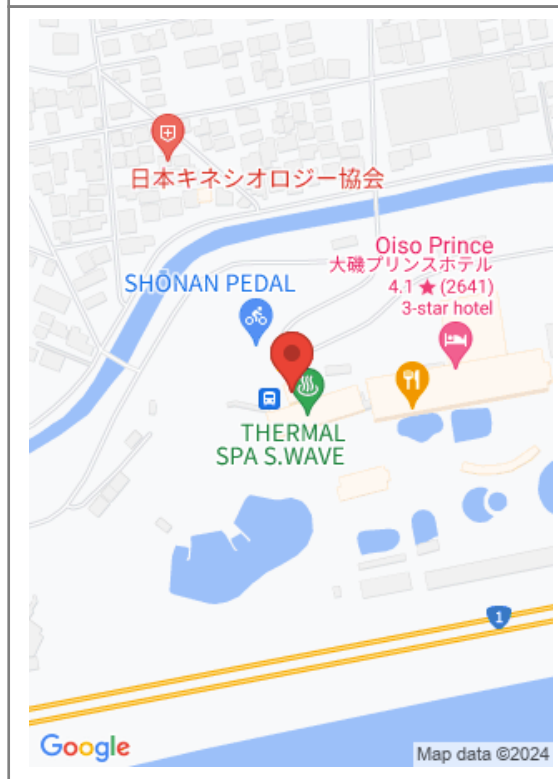 日本キネシオロジー協会
Oiso Prince
大磯プリンスホテル
4.1 ★ (2641)
3-star hotel
SHŌNAN PEDAL
THERMAL
SPA S.WAVE
1
Google
Map data ©2024